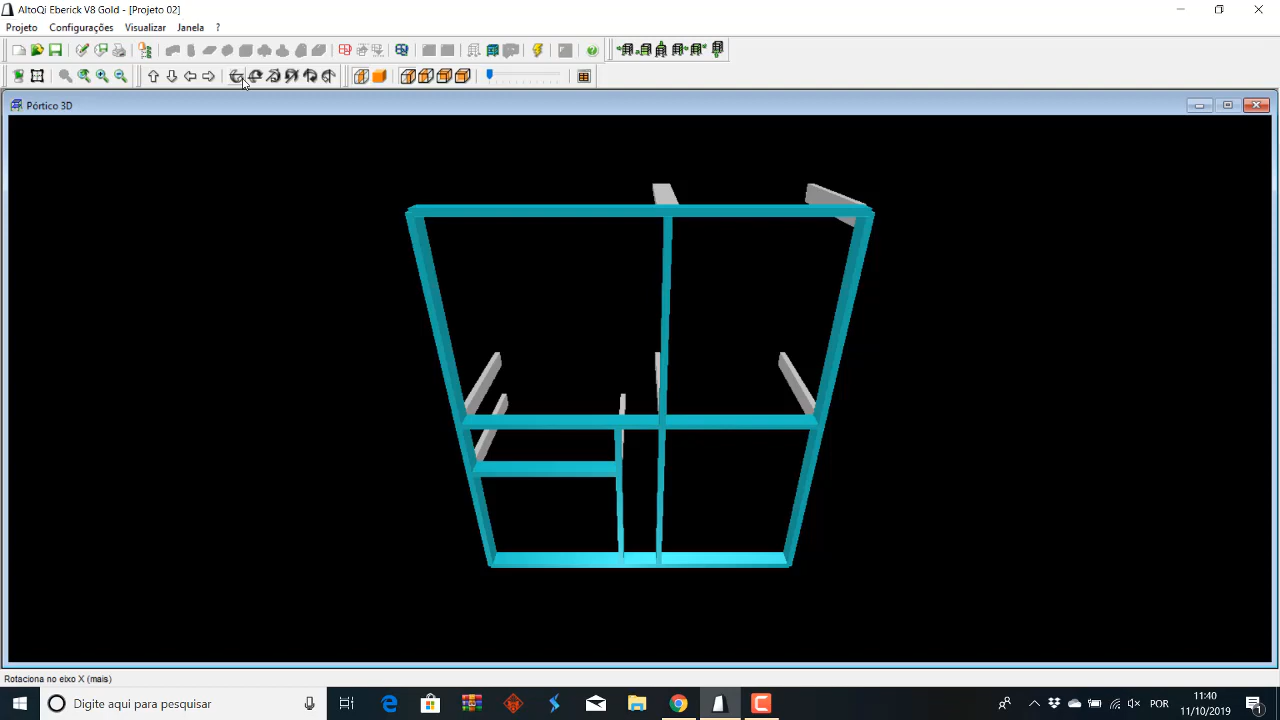 AltoQi Eberick V8 Gold - [Projeto 02]
Projeto Configurações Visualizar Janela ?
Pórtico 3D
Rotaciona no eixo X (mais)
Digite aqui para pesquisar
POR
11:40
11/10/2019
1